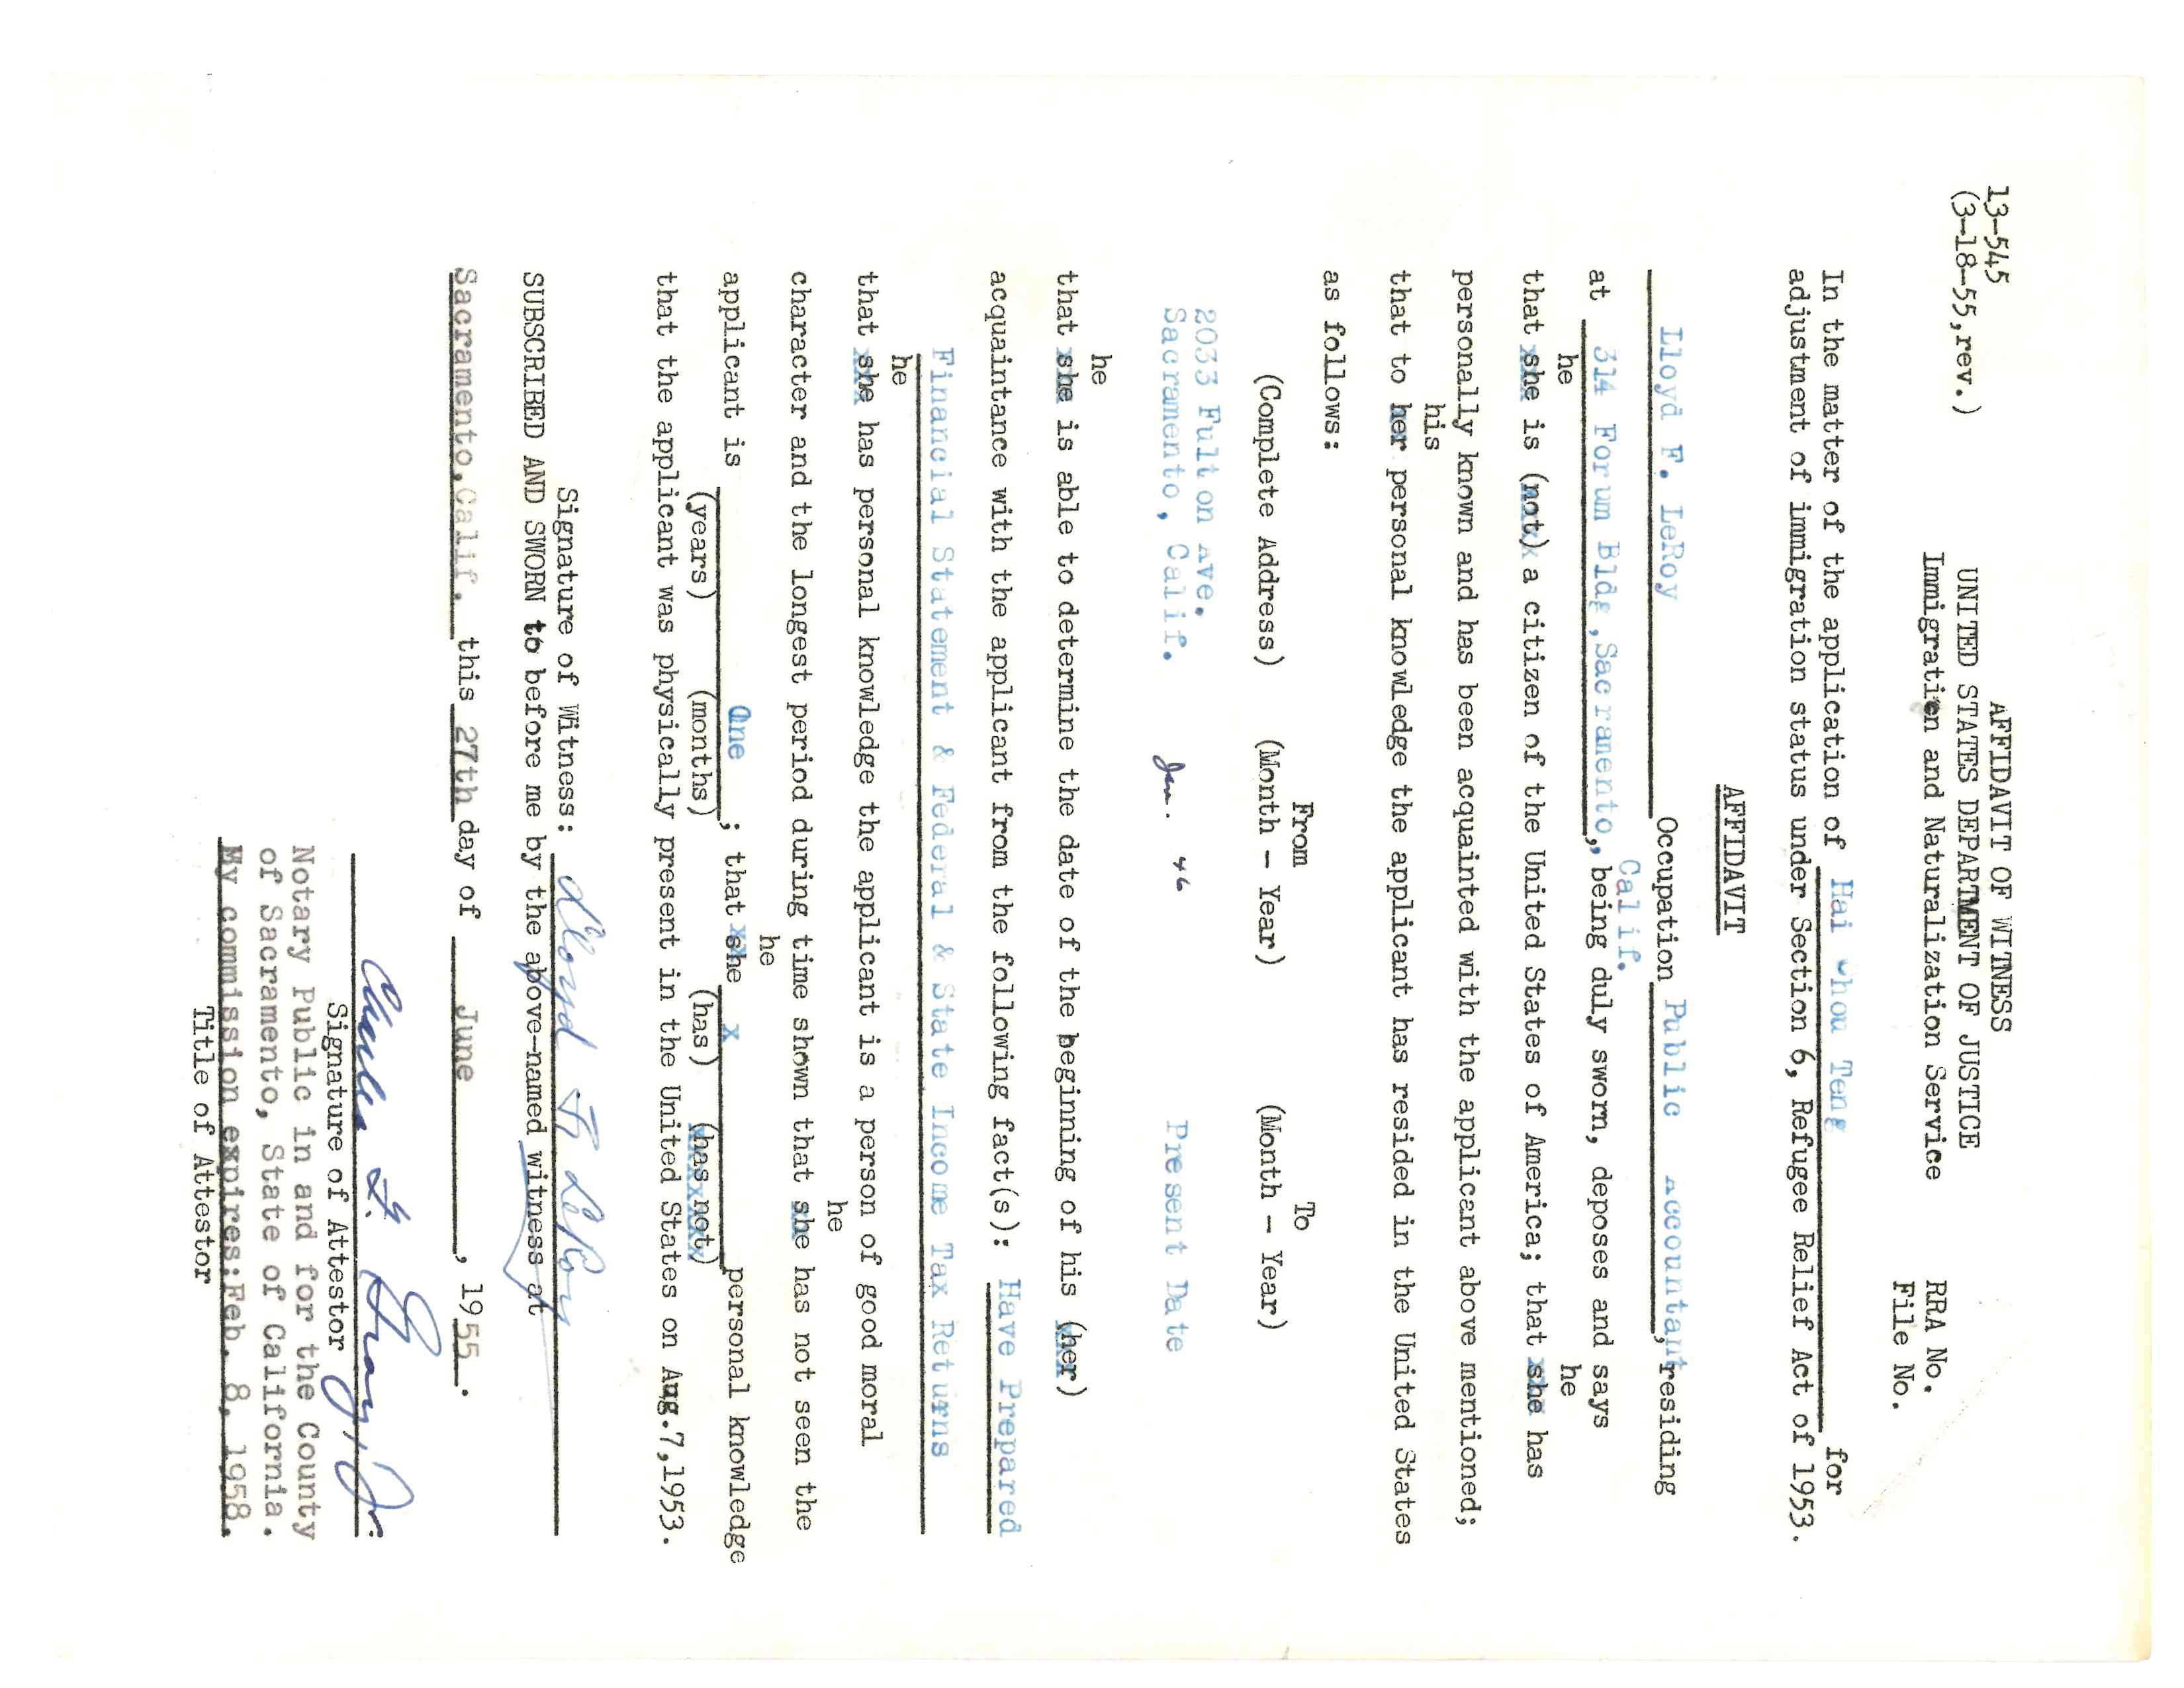 13-545
AFFIDAVIT OF WITNESS
(3-18-55,rev.)
UNITED STATES DEPARTMENT OF JUSTICE
Immigration and Naturalization Service
RRA No.
File No.
In the matter of the application of Hai Chou Teng for
adjustment of immigration status under Section 6, Refugee Relief Act of 1953.
AFFIDAVIT
Lloyd F. LeRoy Occupation Public Accountant, residing
Calif.
at 314 Forum Bldg,Sacramento,, being duly sworn, deposes and says
he he
that she is (not) a citizen of the United States of America; that she has
personally known and has been acquainted with the applicant above mentioned;
his
that to her personal knowledge the applicant has resided in the United States
as follows:
From To
(Complete Address) (Month - Year) (Month - Year)
2033 Fulton Ave.
Sacramento, Calif. Jan. 46 Present Date
he
that she is able to determine the date of the beginning of his (her)
acquaintance with the applicant from the following fact(s): Have Prepared
Financial Statement & Federal & State Income Tax Returns
he
that she has personal knowledge the applicant is a person of good moral
he
character and the longest period during time shown that she has not seen the
he
applicant is One ; that she x personal knowledge
(years) (months) (has) (has not)
that the applicant was physically present in the United States on Aug.7,1953.
Signature of Witness: Lloyd F. LeRoy
SUBSCRIBED AND SWORN to before me by the above-named witness at
Sacramento,Calif. this 27th day of June, 1955.
Charles F. Gray, Jr.
Signature of Attestor
Notary Public in and for the County
of Sacramento, State of California.
My commission expires:Feb. 8, 1958.
Title of Attestor